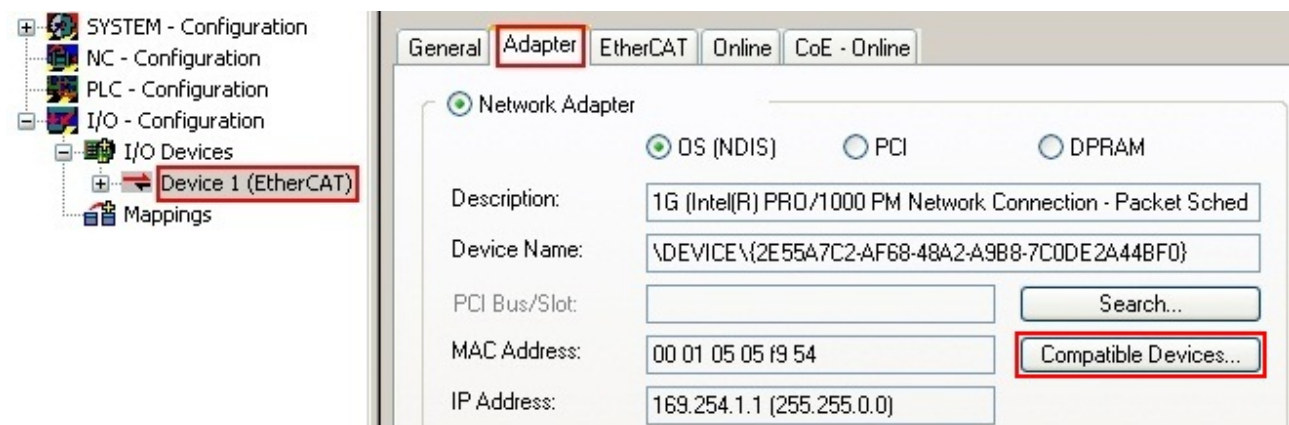 SYSTEM - Configuration
NC - Configuration
PLC - Configuration
I/O - Configuration
I/O Devices
Device 1 (EtherCAT)
Mappings
General Adapter EtherCAT Online CoE - Online
Network Adapter
OS (NDIS) PCI DPRAM
Description: 1G (Intel(R) PRO/1000 PM Network Connection - Packet Sched
Device Name: \DEVICE\{2E55A7C2-AF68-48A2-A9B8-7C0DE2A44BF0}
PCI Bus/Slot: Search...
MAC Address: 00 01 05 05 f9 54 Compatible Devices...
IP Address: 169.254.1.1 (255.255.0.0)